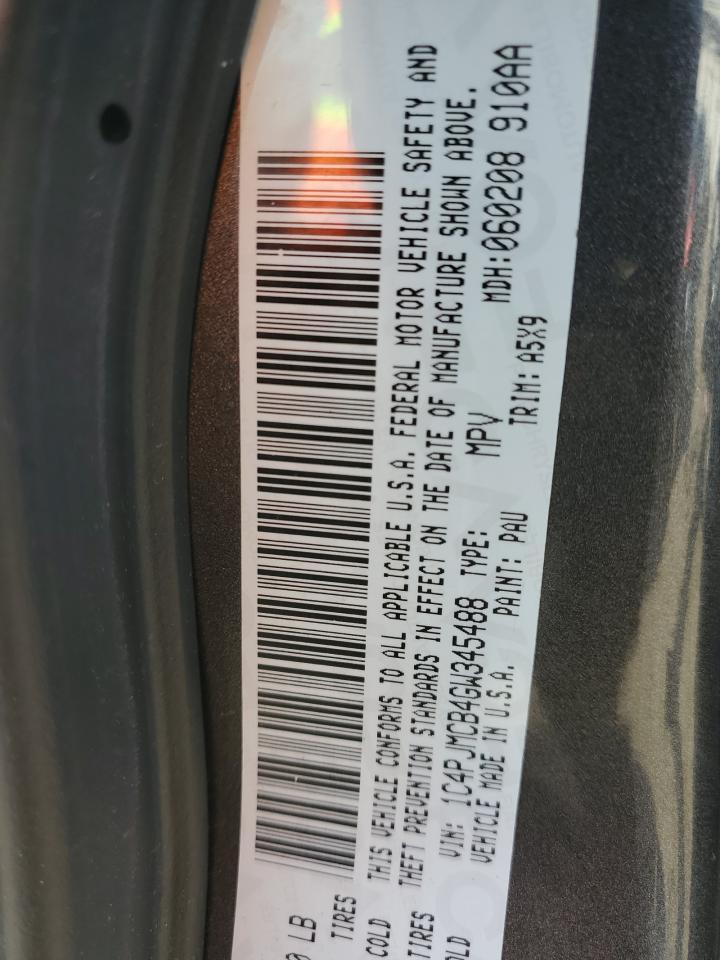 0 LB
TIRES
COLD
TIRES
OLD
THIS VEHICLE CONFORMS TO ALL APPLICABLE U.S.A. FEDERAL MOTOR VEHICLE SAFETY AND
THEFT PREVENTION STANDARDS IN EFFECT ON THE DATE OF MANUFACTURE SHOWN ABOVE.
VIN: 1C4PJMCB4GW345488 TYPE: MPV MDH:060208 910AA
VEHICLE MADE IN U.S.A. PAINT: PAU TRIM: A5X9